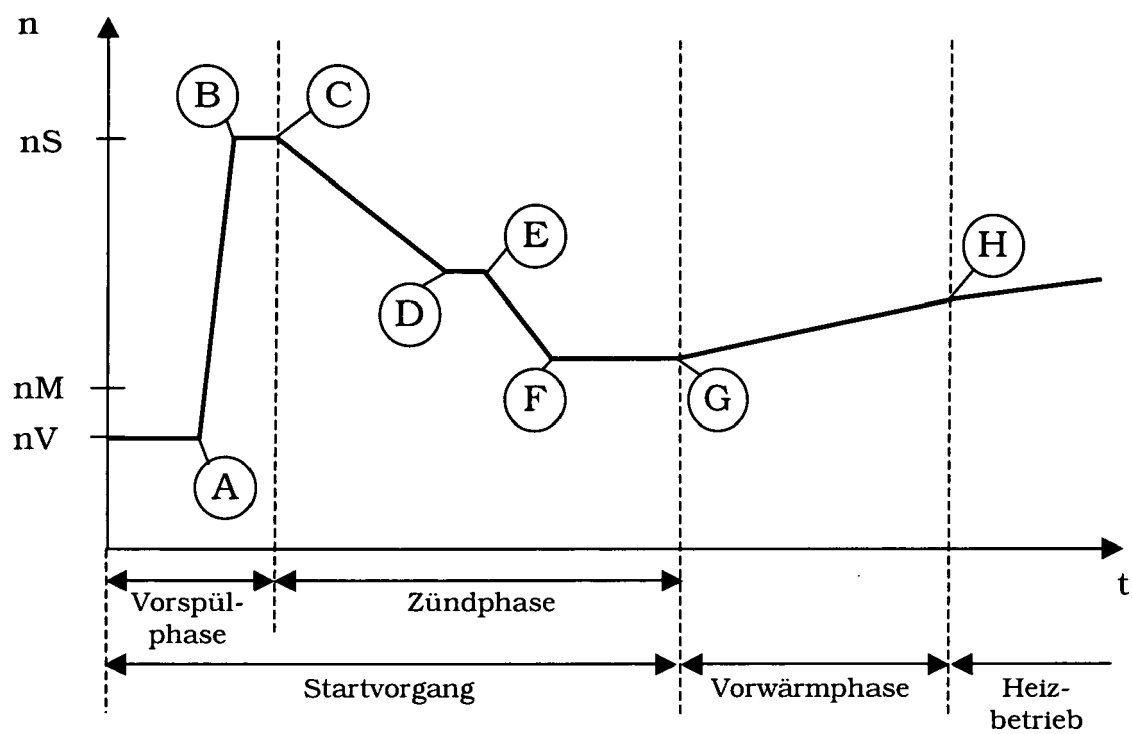 n
B
C
nS
E
H
D
nM
F
G
nV
A
t
Vorspül-
phase
Zündphase
Startvorgang
Vorwärmphase
Heiz-
betrieb